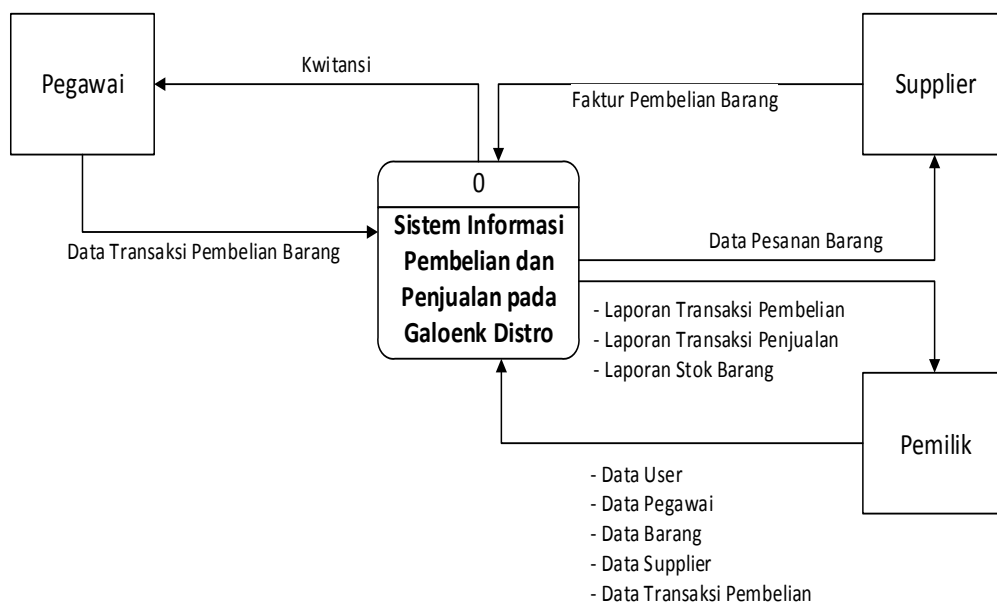 Pegawai
Kwitansi
Supplier
Faktur Pembelian Barang
0
Sistem Informasi
Pembelian dan
Penjualan pada
Galoenk Distro
Data Transaksi Pembelian Barang
Data Pesanan Barang
- Laporan Transaksi Pembelian
- Laporan Transaksi Penjualan
- Laporan Stok Barang
Pemilik
- Data User
- Data Pegawai
- Data Barang
- Data Supplier
- Data Transaksi Pembelian